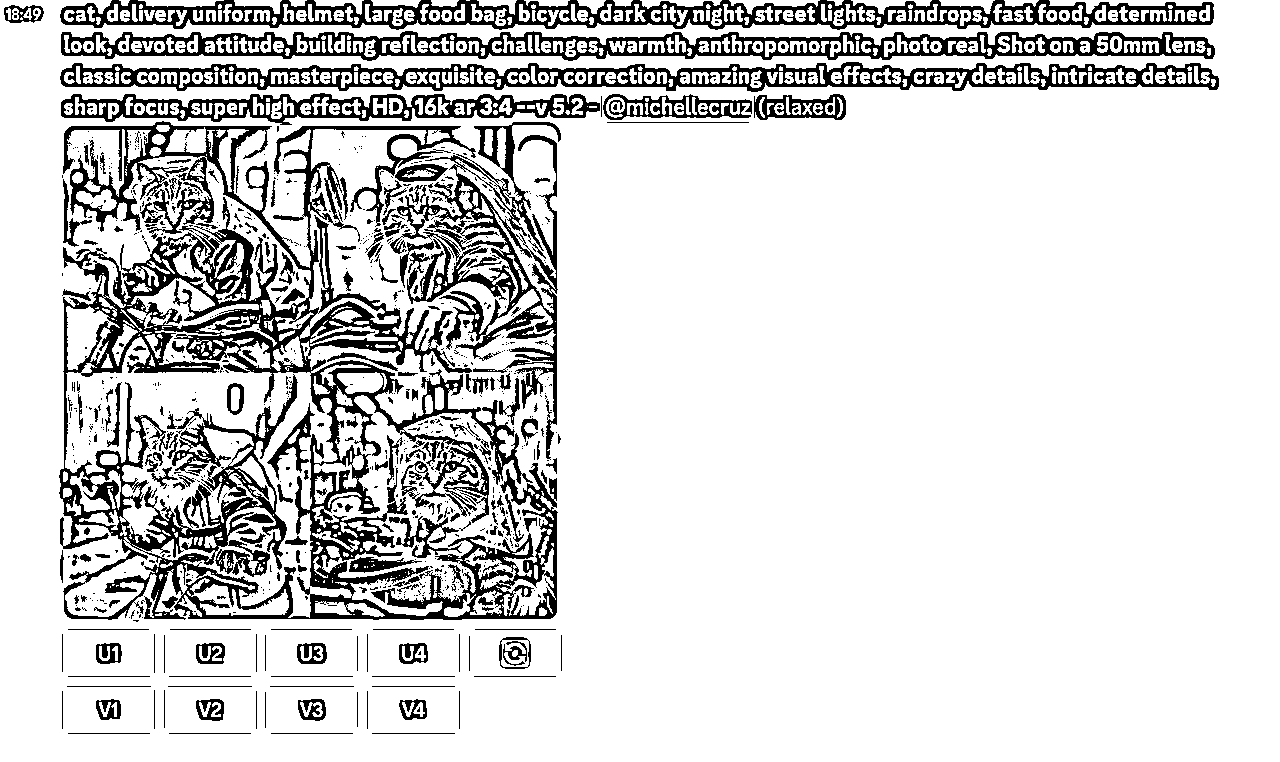 18:49
cat, delivery uniform, helmet, large food bag, bicycle, dark city night, street lights, raindrops, fast food, determined
look, devoted attitude, building reflection, challenges, warmth, anthropomorphic, photo real, Shot on a 50mm lens,
classic composition, masterpiece, exquisite, color correction, amazing visual effects, crazy details, intricate details,
sharp focus, super high effect, HD, 16k ar 3:4 --v 5.2 - @michellecruz (relaxed)
U1 U2 U3 U4
V1 V2 V3 V4